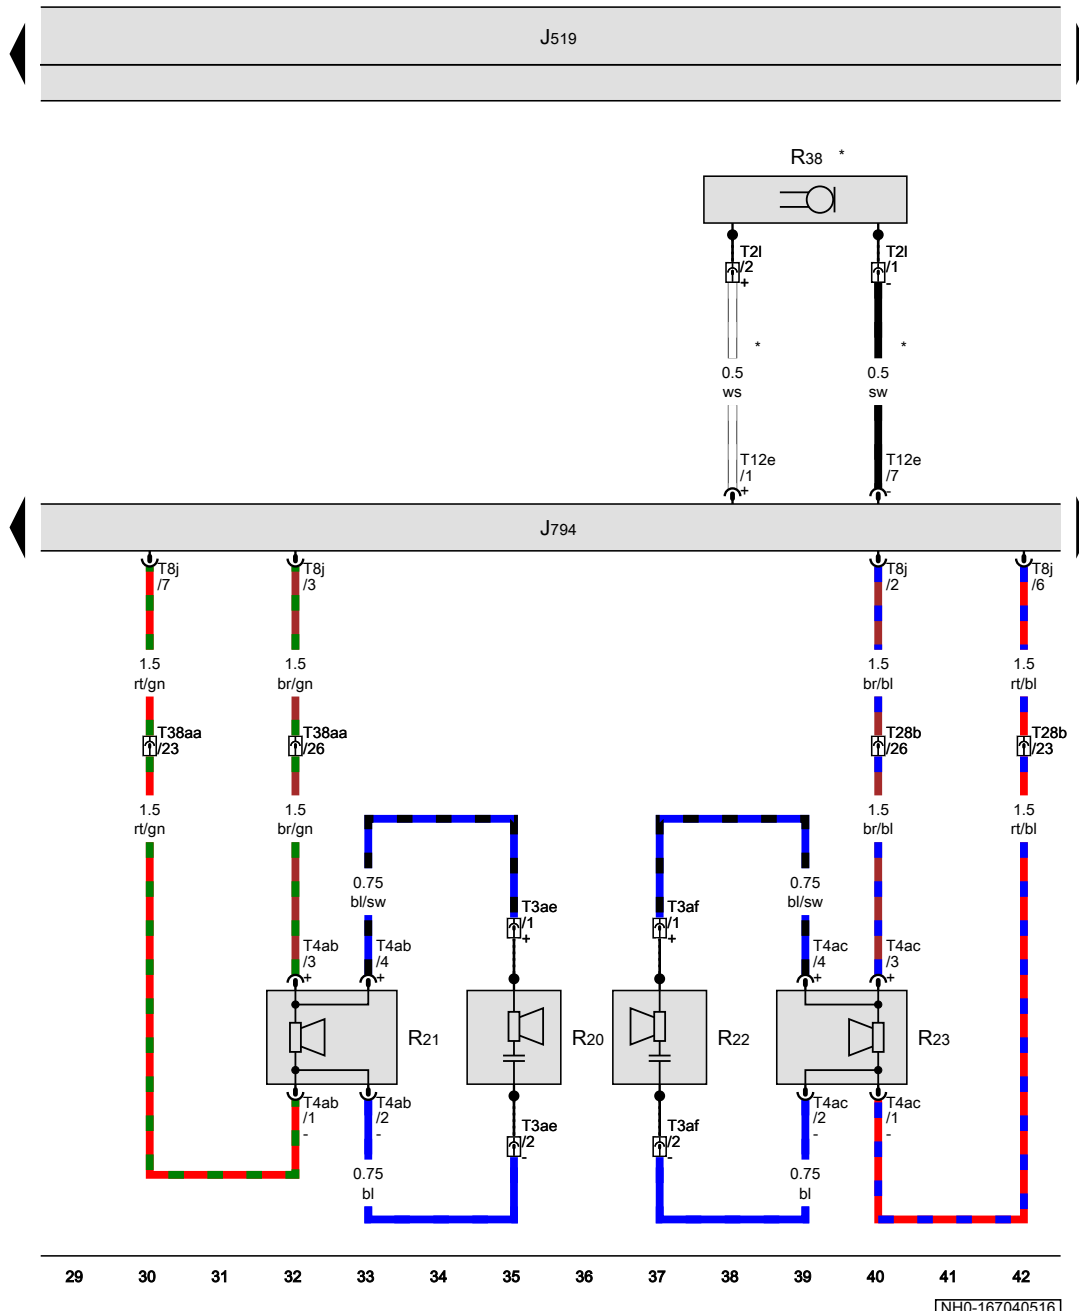 J519
R38 *
T2l
/2
+
T2l
/1
-
*
*
0.5
ws
0.5
sw
T12e
/1
+
T12e
/7
-
J794
T8j
/7
T8j
/3
T8j
/2
T8j
/6
1.5
rt/gn
1.5
br/gn
1.5
br/bl
1.5
rt/bl
T38aa
/23
T38aa
/26
T28b
/26
T28b
/23
1.5
rt/gn
1.5
br/gn
1.5
br/bl
1.5
rt/bl
0.75
bl/sw
0.75
bl/sw
T3ae
/1
+
T3af
/1
+
T4ab
/3
+
T4ab
/4
+
T4ac
/4
+
T4ac
/3
+
R21
R20
R22
R23
T4ab
/1
-
T4ab
/2
-
T3ae
/2
-
T3af
/2
-
T4ac
/2
-
T4ac
/1
-
0.75
bl
0.75
bl
29 30 31 32 33 34 35 36 37 38 39 40 41 42
NH0-167040516